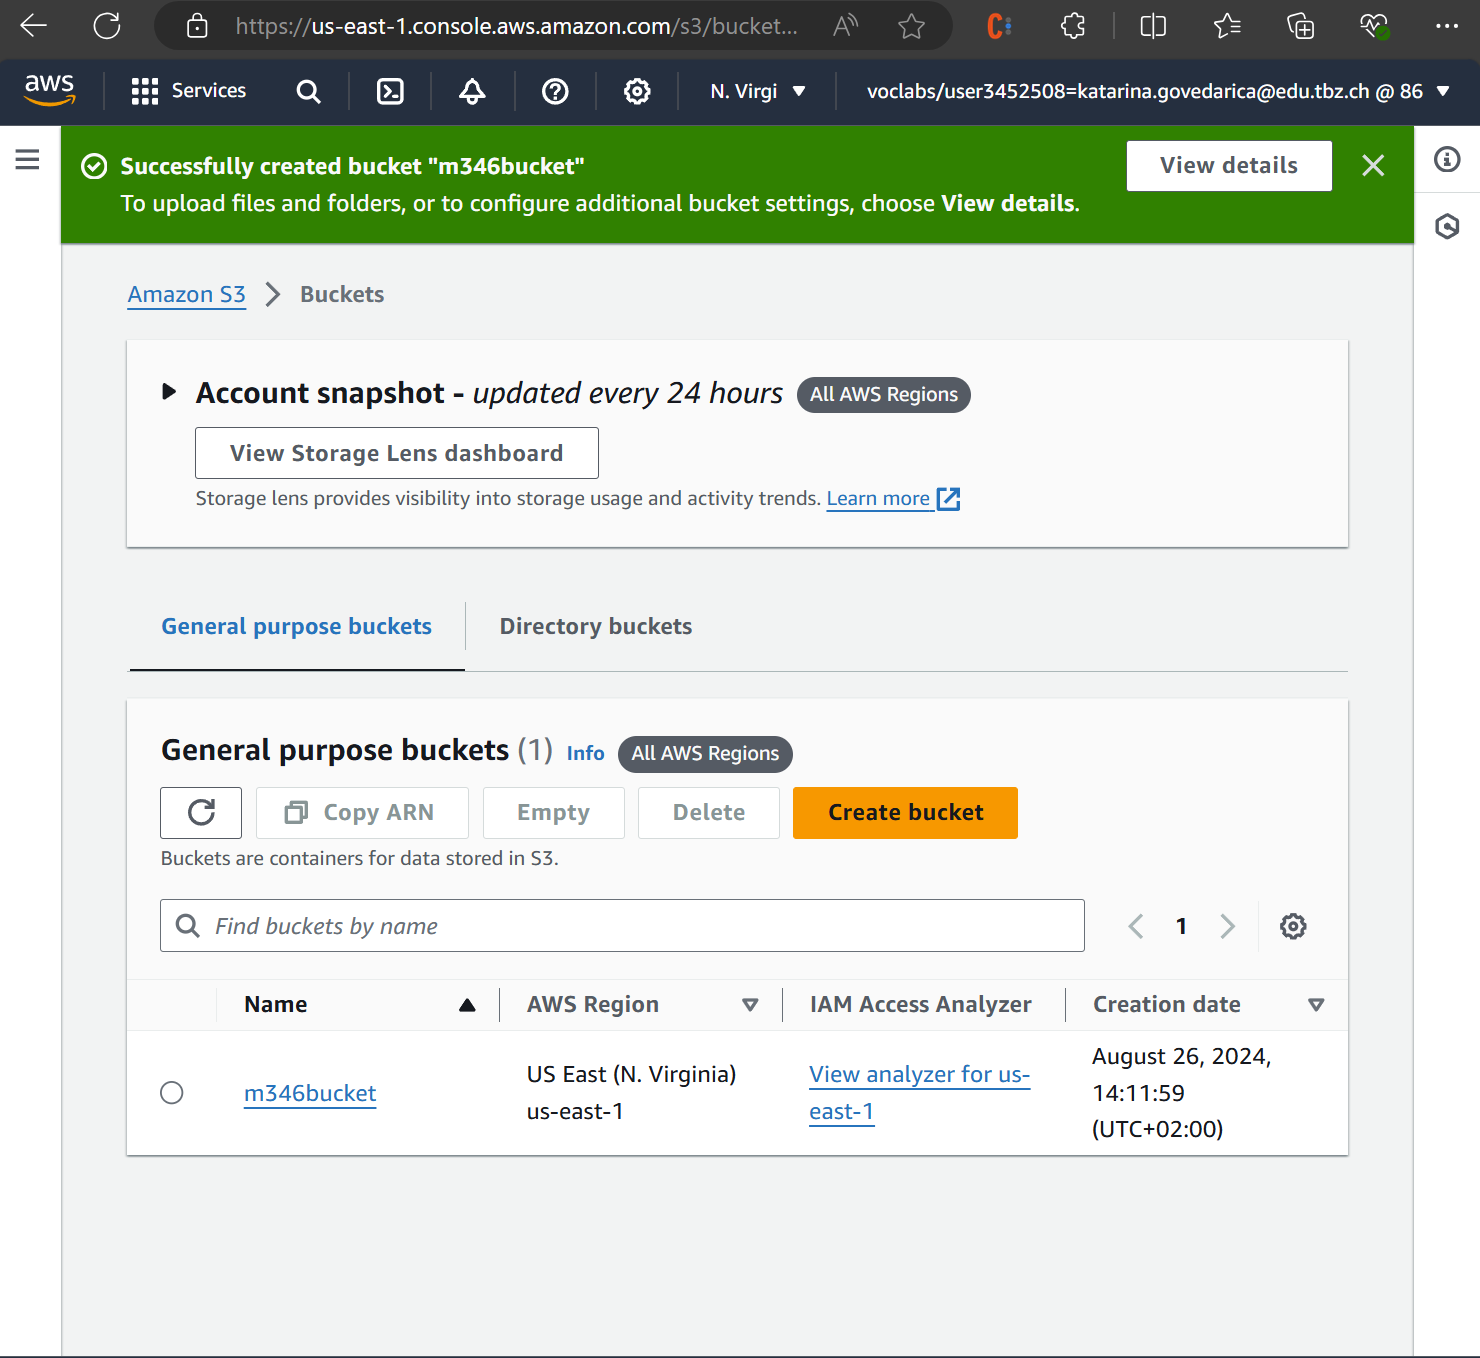 https://us-east-1.console.aws.amazon.com/s3/bucket...
aws
Services
N. Virgi
voclabs/user3452508=katarina.govedarica@edu.tbz.ch @ 86
Successfully created bucket "m346bucket"
To upload files and folders, or to configure additional bucket settings, choose View details.
View details
Amazon S3
Buckets
Account snapshot - updated every 24 hours
All AWS Regions
View Storage Lens dashboard
Storage lens provides visibility into storage usage and activity trends. Learn more
General purpose buckets
Directory buckets
General purpose buckets (1)
Info
All AWS Regions
Copy ARN
Empty
Delete
Create bucket
Buckets are containers for data stored in S3.
Find buckets by name
1
Name
AWS Region
IAM Access Analyzer
Creation date
m346bucket
US East (N. Virginia)
us-east-1
View analyzer for us-
east-1
August 26, 2024,
14:11:59
(UTC+02:00)